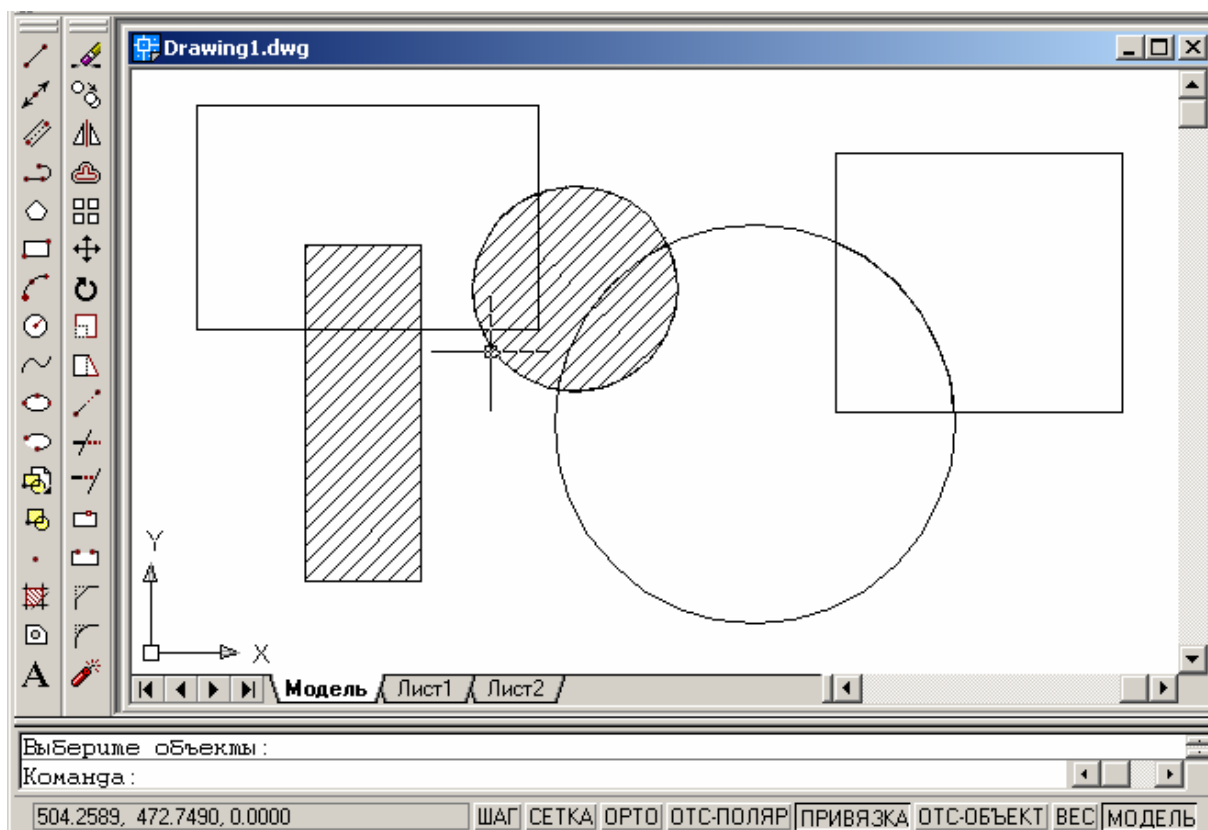 Drawing1.dwg
Y
X
A
Модель Лист1 Лист2
Выберите объекты:
Команда:
504.2589, 472.7490, 0.0000 ШАГ СЕТКА ОРТО ОТС-ПОЛЯР ПРИВЯЗКА ОТС-ОБЪЕКТ ВЕС МОДЕЛЬ